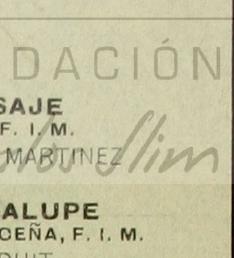 DACIÓN
SAJE
F. I. M.
MARTINEZ
Slim
ALUPE
CEÑA, F. I. M.